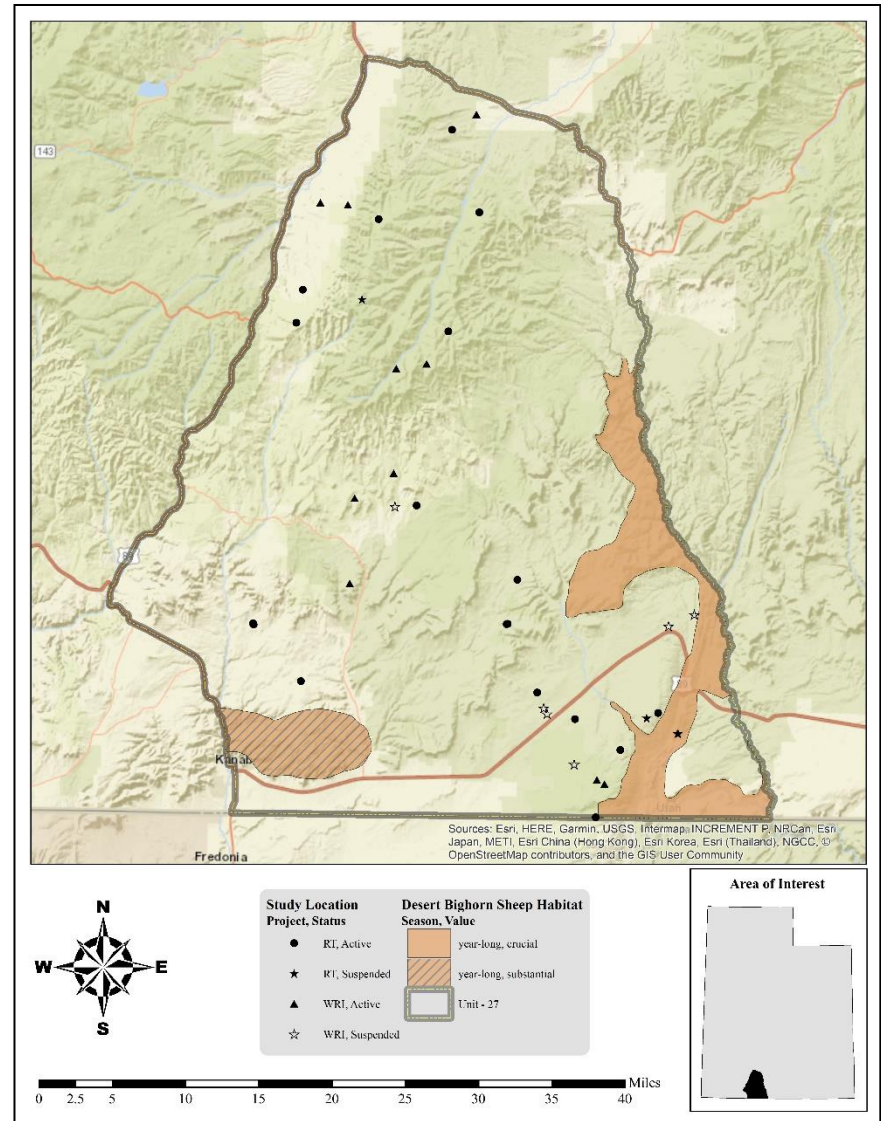 143
Kanab
Utah
Fredonia
Sources: Esri, HERE, Garmin, USGS, Intermap, INCREMENT P, NRCan, Esri
Japan, METI, Esri China (Hong Kong), Esri Korea, Esri (Thailand), NGCC, ©
OpenStreetMap contributors, and the GIS User Community
N
W E
S
Study Location
Project, Status
RT, Active
RT, Suspended
WRI, Active
WRI, Suspended
Desert Bighorn Sheep Habitat
Season, Value
year-long, crucial
year-long, substantial
Unit - 27
Area of Interest
Miles
0 2.5 5 10 15 20 25 30 35 40